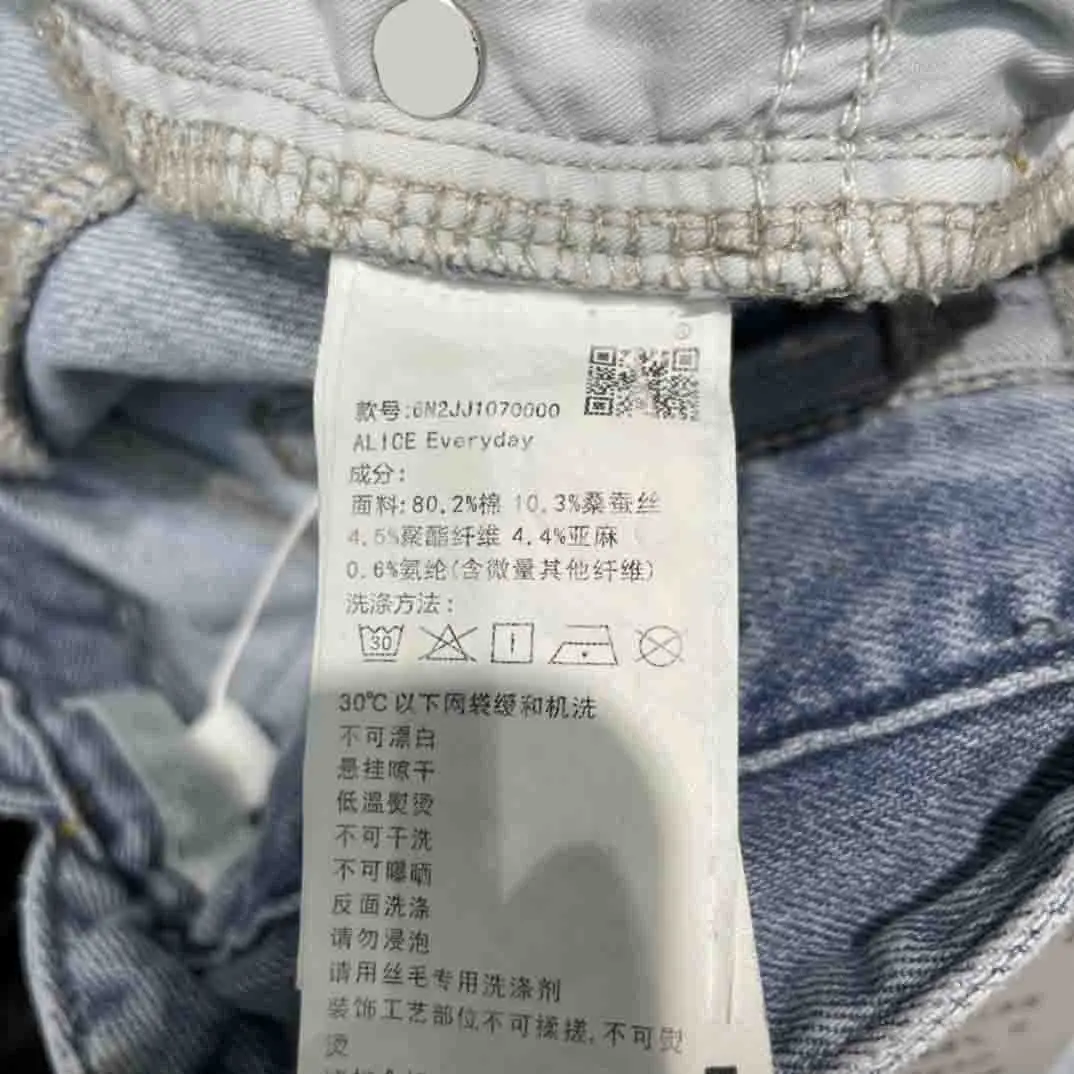 款号:6N2JJ1070000
ALICE Everyday
成分:
面料:80.2%棉 10.3%桑蚕丝
4.5%聚酯纤维 4.4%亚麻
0.6%氨纶(含微量其他纤维)
洗涤方法:
30
30℃以下网袋缓和机洗
不可漂白
悬挂晾干
低温熨烫
不可干洗
不可曝晒
反面洗涤
请勿浸泡
请用丝毛专用洗涤剂
装饰工艺部位不可揉搓,不可熨
烫